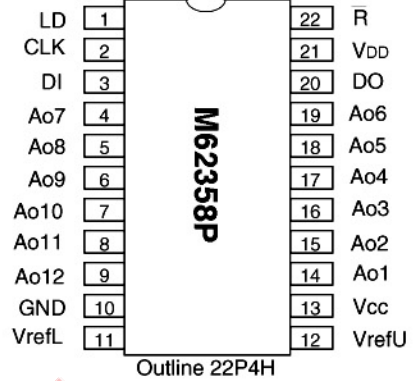 LD 1 22 R̅
CLK 2 21 VDD
DI 3 20 DO
Ao7 4 19 Ao6
Ao8 5 18 Ao5
Ao9 6 17 Ao4
Ao10 7 16 Ao3
Ao11 8 15 Ao2
Ao12 9 14 Ao1
GND 10 13 Vcc
VrefL 11 12 VrefU
M62358P
Outline 22P4H